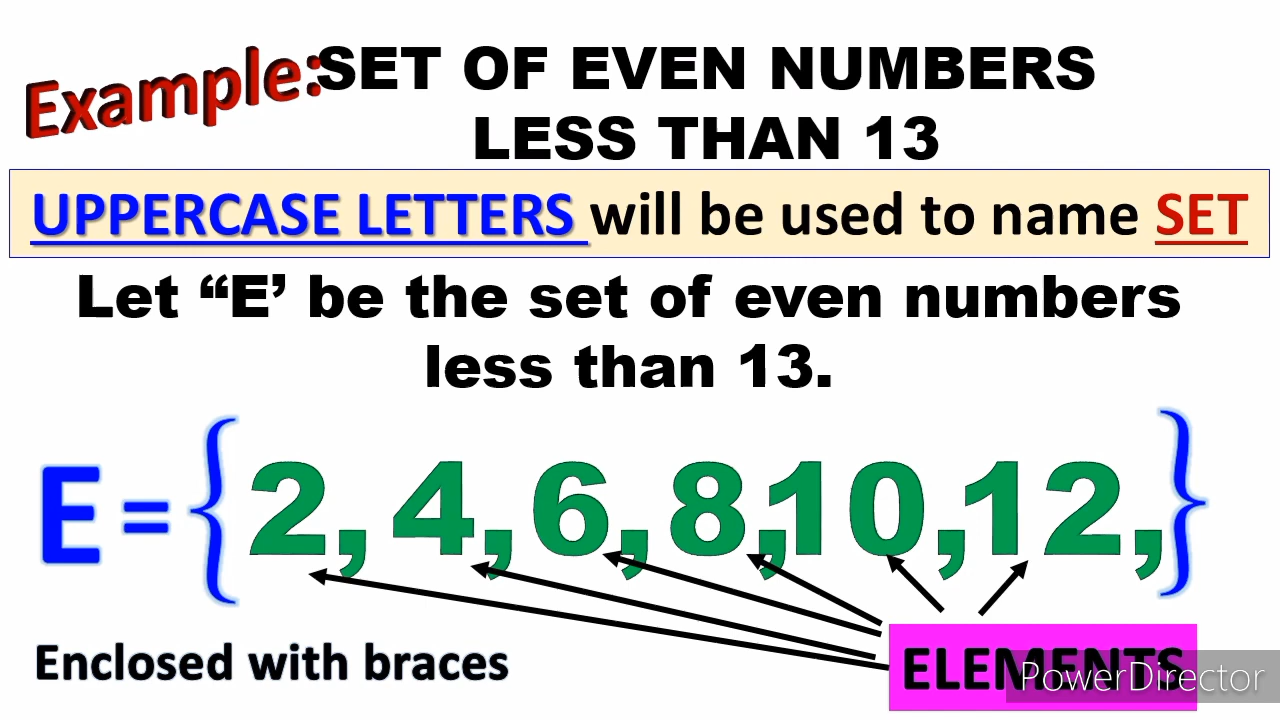 Example: SET OF EVEN NUMBERS
LESS THAN 13
UPPERCASE LETTERS will be used to name SET
Let “E’ be the set of even numbers
less than 13.
E = {2, 4, 6, 8,10 ,12,}
Enclosed with braces
ELEMENTS
PowerDirector